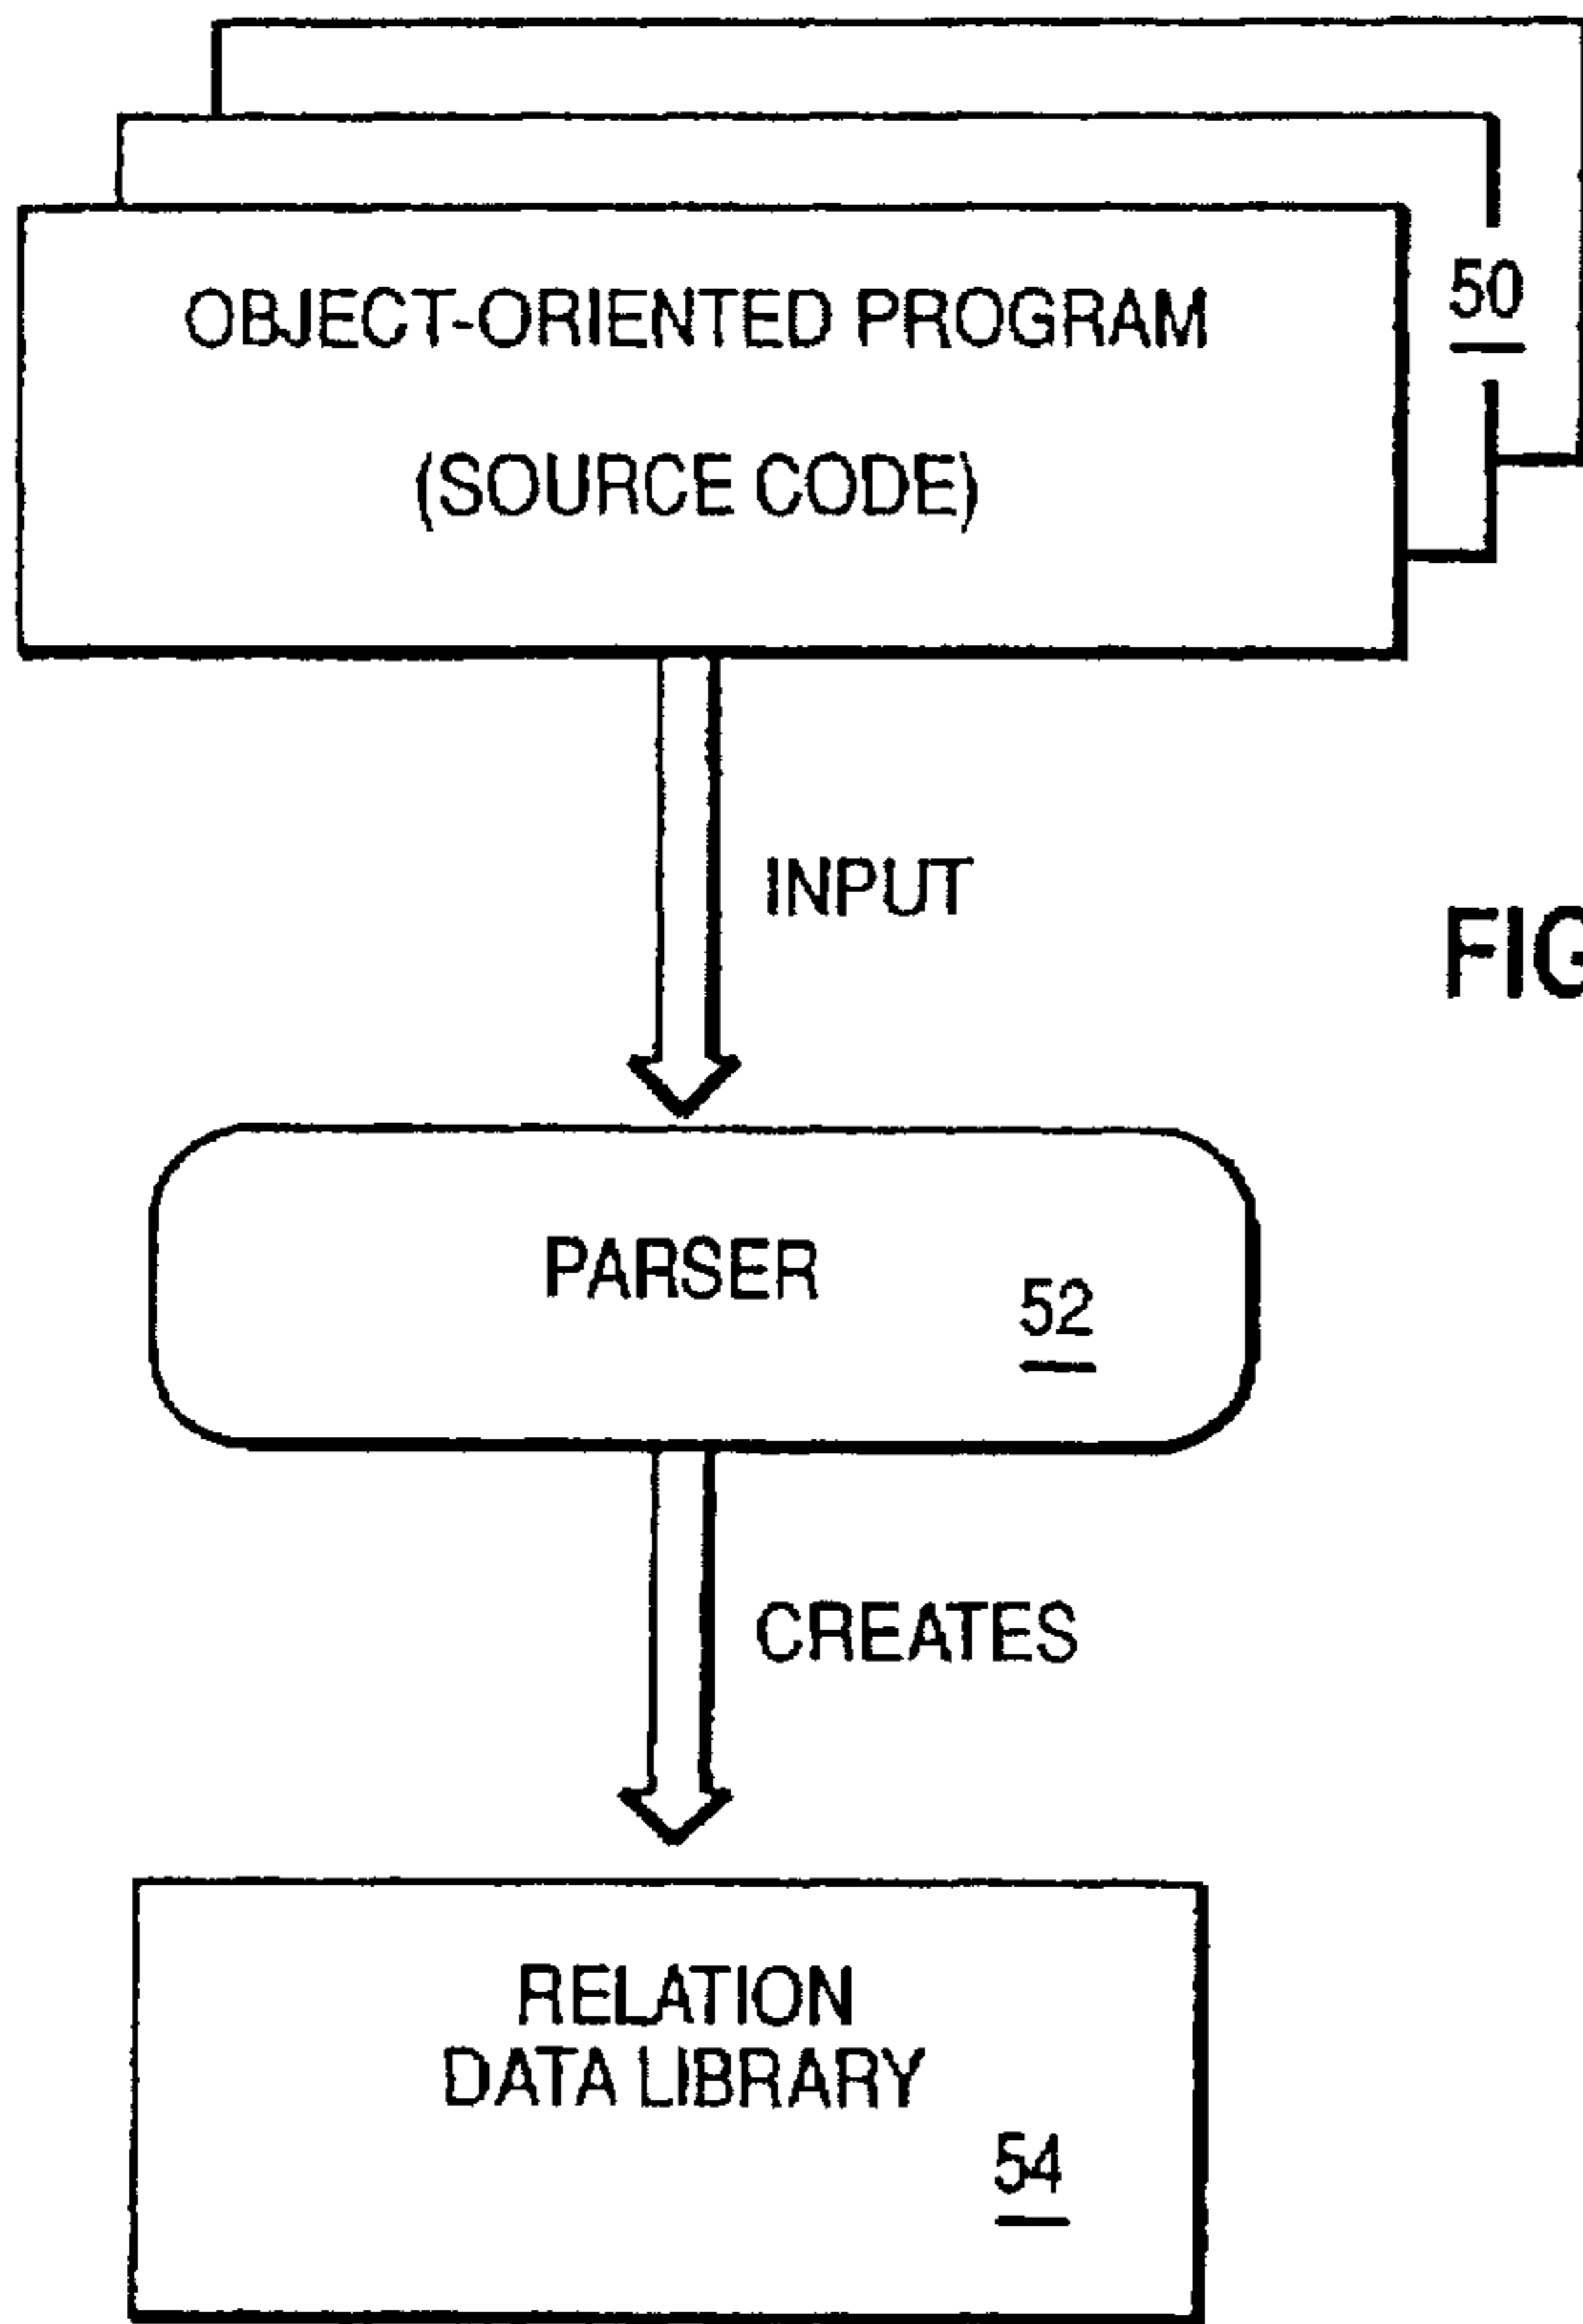 OBJECT-ORIENTED PROGRAM
50
(SOURCE CODE)
INPUT
PARSER
52
CREATES
RELATION
DATA LIBRARY
54